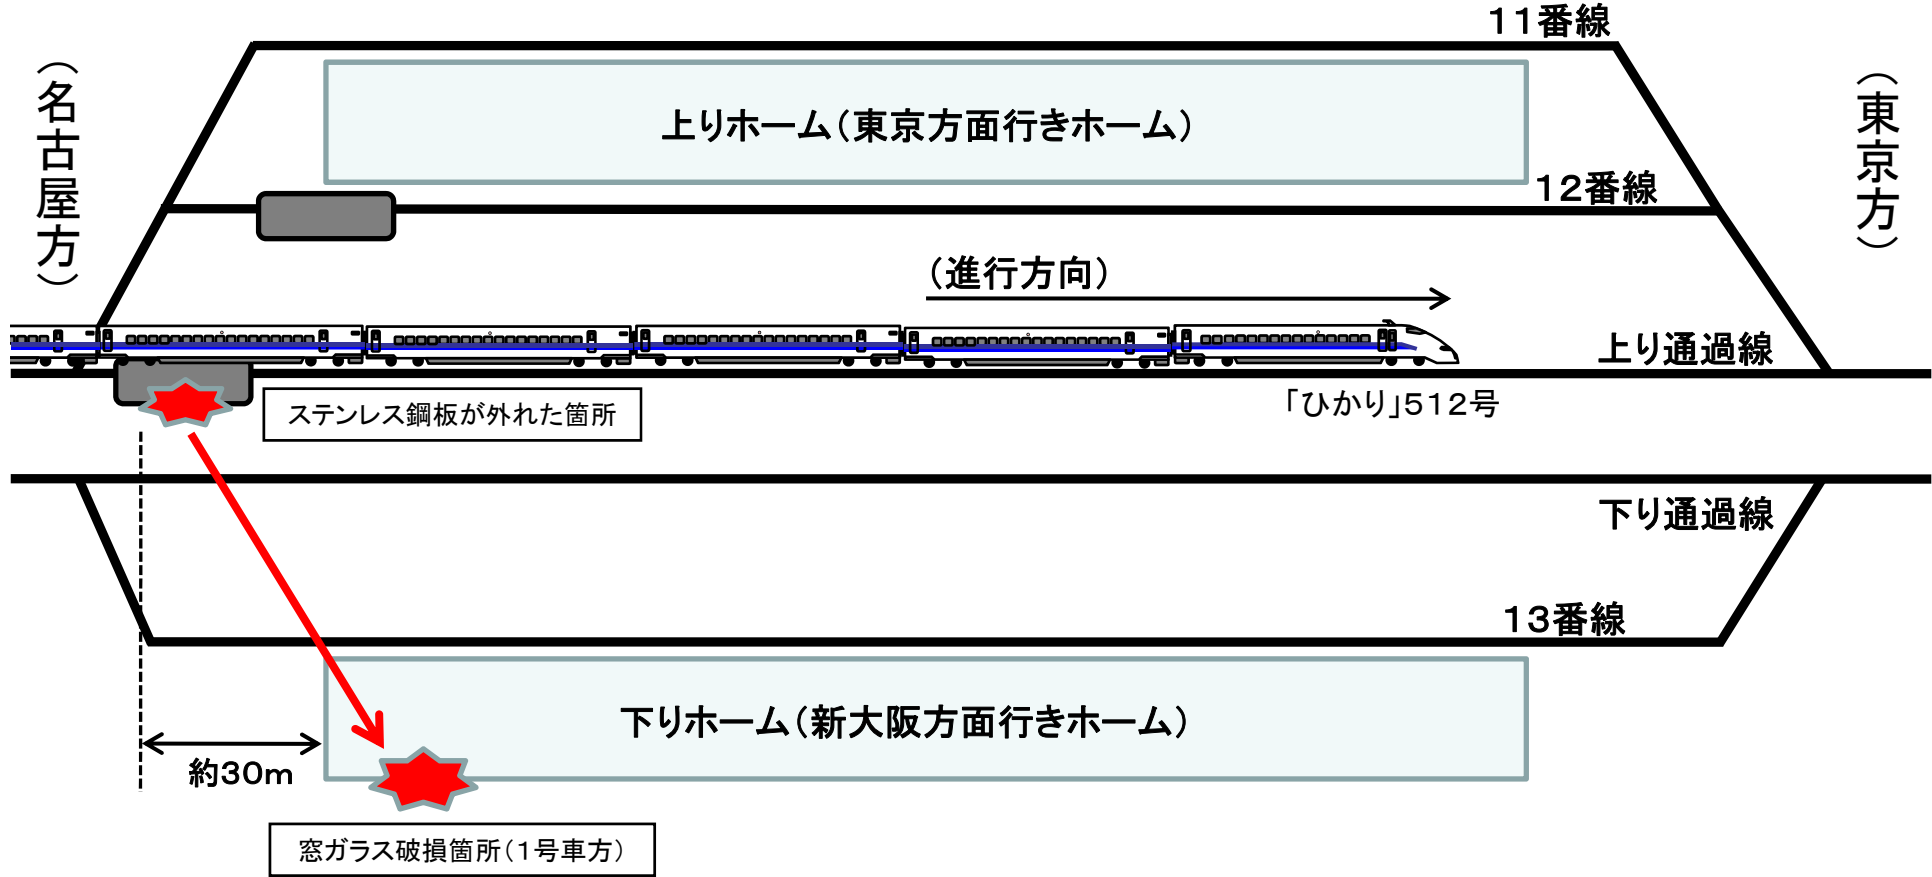 11番線
(名古屋方)
(東京方)
上りホーム(東京方面行きホーム)
12番線
(進行方向)
上り通過線
「ひかり」512号
ステンレス鋼板が外れた箇所
下り通過線
13番線
下りホーム(新大阪方面行きホーム)
約30m
窓ガラス破損箇所(1号車方)